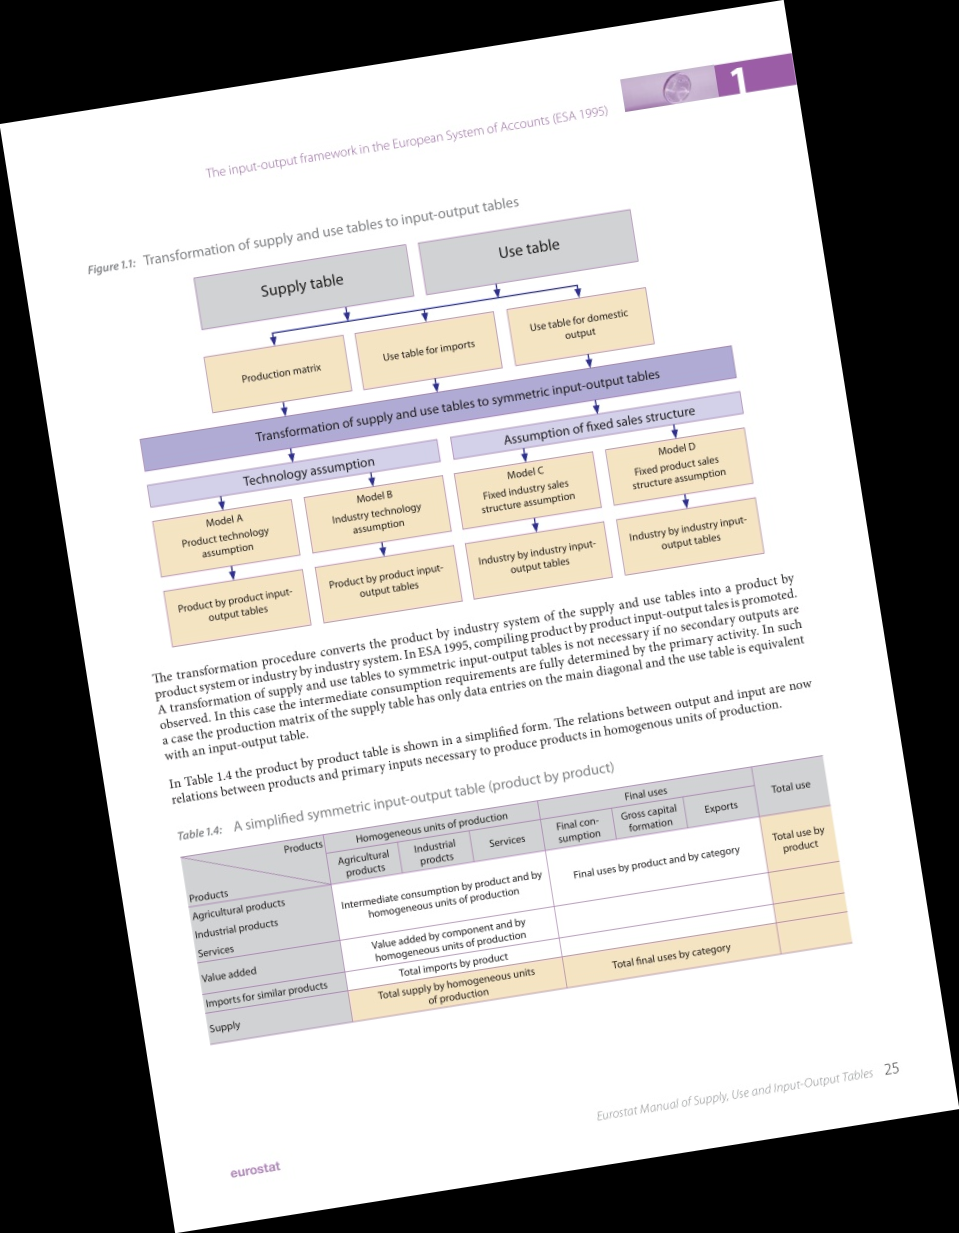 1
The input-output framework in the European System of Accounts (ESA 1995)
Figure 1.1: Transformation of supply and use tables to input-output tables
Supply table
Use table
Production matrix
Use table for imports
Use table for domestic
output
Transformation of supply and use tables to symmetric input-output tables
Technology assumption
Assumption of fixed sales structure
Model A
Product technology
assumption
Model B
Industry technology
assumption
Model C
Fixed industry sales
structure assumption
Model D
Fixed product sales
structure assumption
Product by product input-
output tables
Product by product input-
output tables
Industry by industry input-
output tables
Industry by industry input-
output tables
The transformation procedure converts the product by industry system of the supply and use tables into a product by
product system or industry by industry system. In ESA 1995, compiling product by product input-output tales is promoted.
A transformation of supply and use tables to symmetric input-output tables is not necessary if no secondary outputs are
observed. In this case the intermediate consumption requirements are fully determined by the primary activity. In such
a case the production matrix of the supply table has only data entries on the main diagonal and the use table is equivalent
with an input-output table.
In Table 1.4 the product by product table is shown in a simplified form. The relations between output and input are now
relations between products and primary inputs necessary to produce products in homogenous units of production.
Table 1.4: A simplified symmetric input-output table (product by product)
Products
Homogeneous units of production
Final uses
Total use
Agricultural
products
Industrial
prodcts
Services
Final con-
sumption
Gross capital
formation
Exports
Products
Agricultural products
Industrial products
Services
Intermediate consumption by product and by
homogeneous units of production
Final uses by product and by category
Total use by
product
Value added
Value added by component and by
homogeneous units of production
Imports for similar products
Total imports by product
Supply
Total supply by homogeneous units
of production
Total final uses by category
Eurostat Manual of Supply, Use and Input-Output Tables 25
eurostat